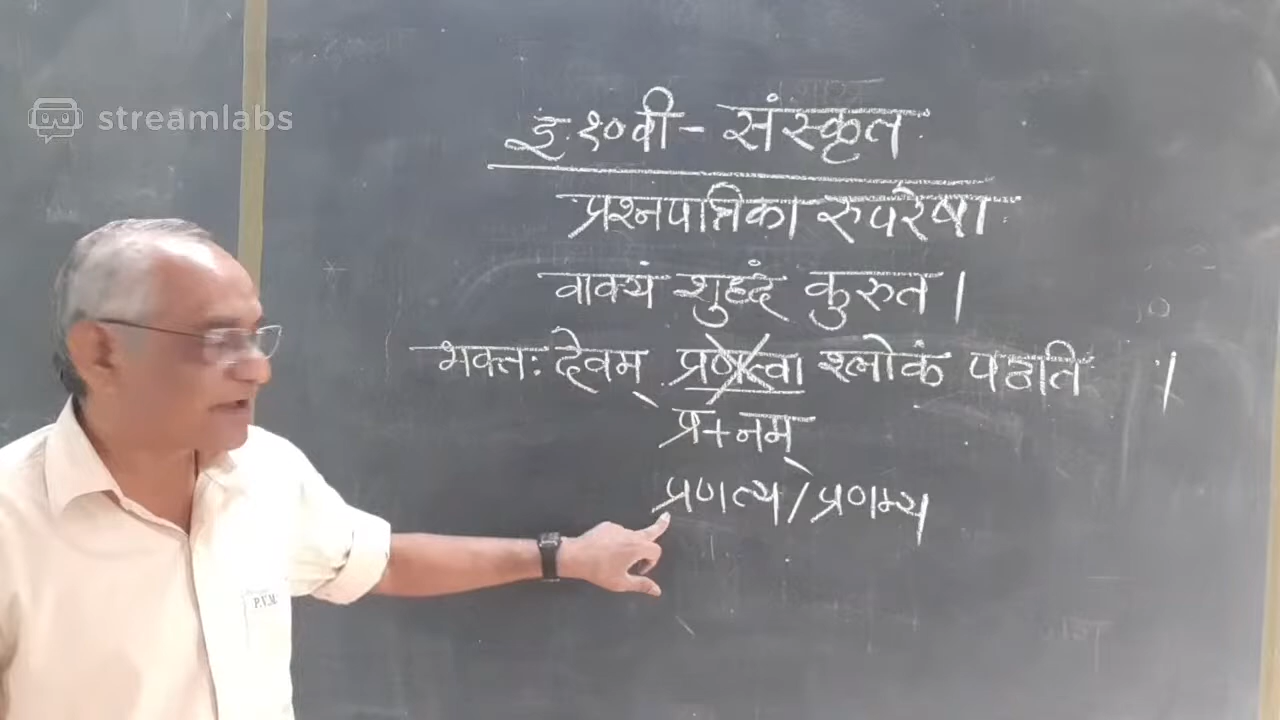 streamlabs
इ.१०वी - संस्कृत
प्रश्नपत्रिका रुपरेषा
वाक्यं शुद्धं कुरुत।
भक्तः देवम् प्रणत्वा श्लोकं पठति ।
प्र+नम्
प्रणत्य/प्रणम्य
P.V.M.